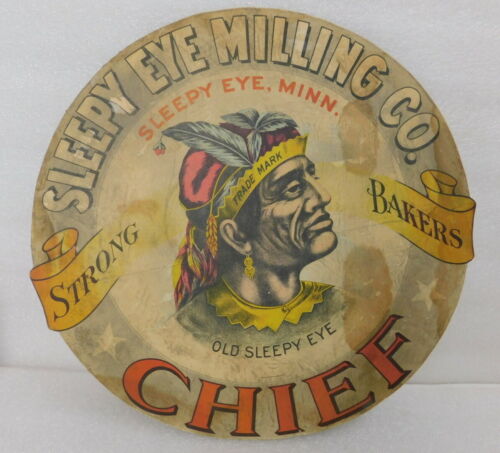 SLEEPY EYE MILLING CO.
SLEEPY EYE, MINN.
TRADE MARK
STRONG
BAKERS
OLD SLEEPY EYE
CHIEF